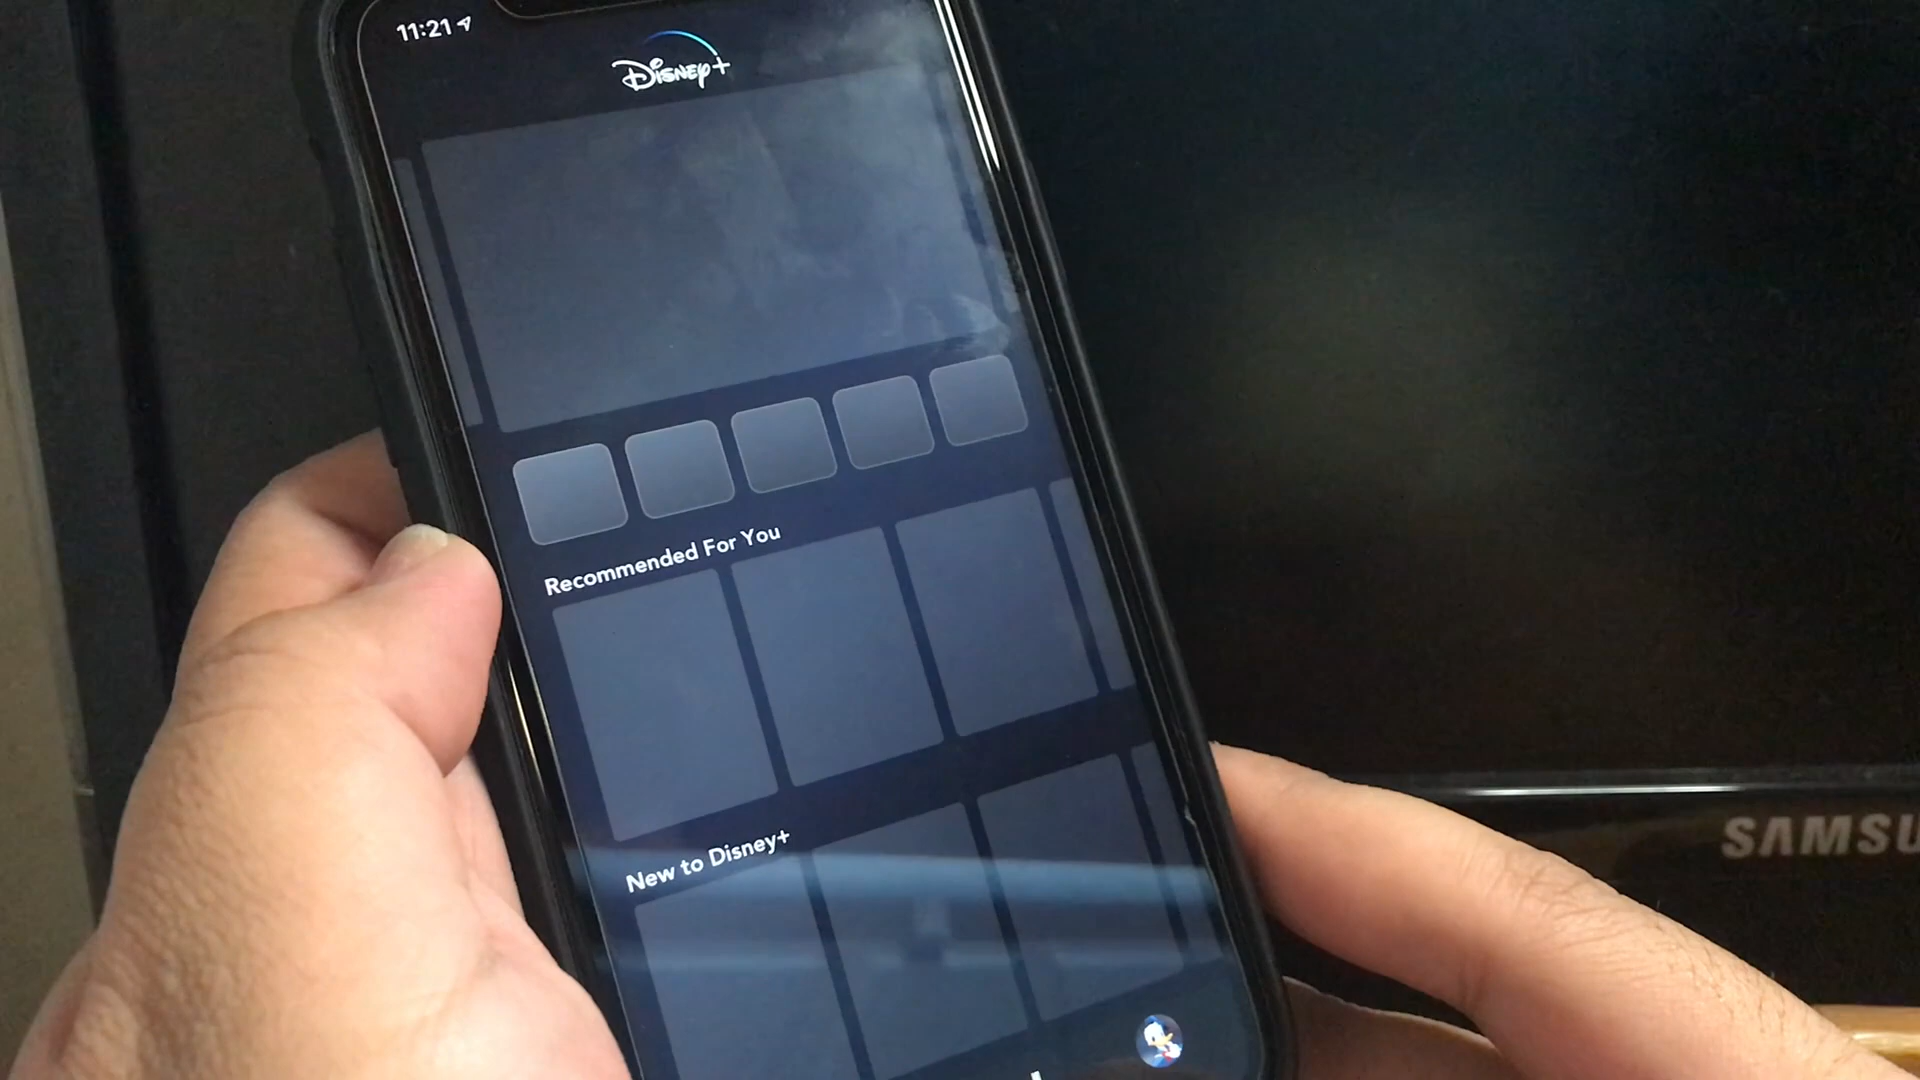 11:21
Disney+
Recommended For You
New to Disney+
SAMSU